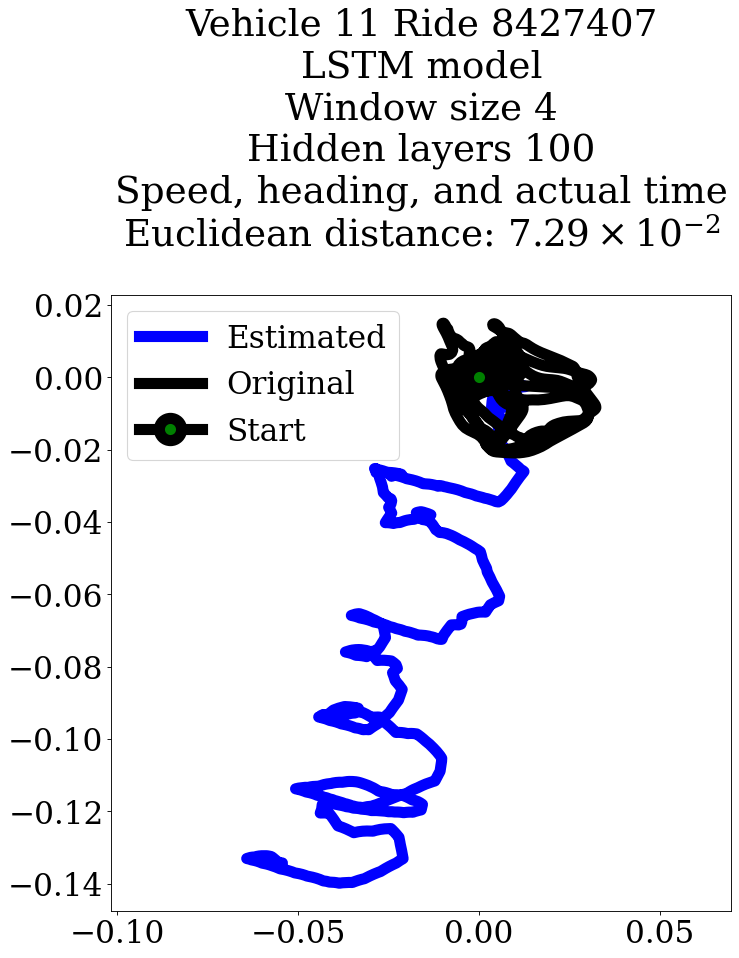 Vehicle 11 Ride 8427407
LSTM model
Window size 4
Hidden layers 100
Speed, heading, and actual time
Euclidean distance: 7.29 × 10⁻²
Estimated
Original
Start
0.02
0.00
−0.02
−0.04
−0.06
−0.08
−0.10
−0.12
−0.14
−0.10 −0.05 0.00 0.05